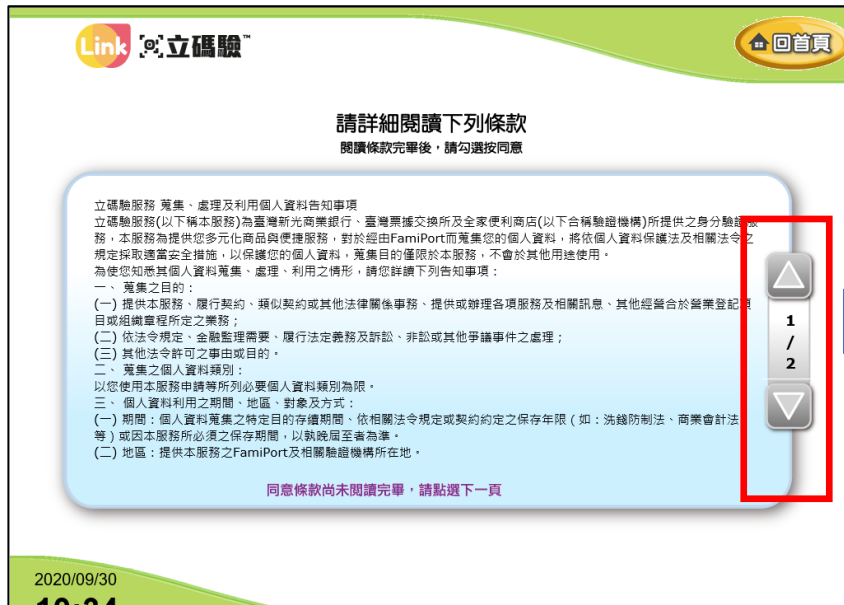 Link 立碼驗™
回首頁
請詳細閱讀下列條款
閱讀條款完畢後，請勾選按同意
立碼驗服務 蒐集、處理及利用個人資料告知事項
立碼驗服務(以下稱本服務)為臺灣新光商業銀行、臺灣票據交換所及全家便利商店(以下合稱驗證機構)所提供之身分驗證服
務，本服務為提供您多元化商品與便捷服務，對於經由FamiPort而蒐集您的個人資料，將依個人資料保護法及相關法令之
規定採取適當安全措施，以保護您的個人資料，蒐集目的僅限於本服務，不會於其他用途使用。
為使您知悉其個人資料蒐集、處理、利用之情形，請您詳讀下列告知事項：
一、 蒐集之目的：
(一) 提供本服務、履行契約、類似契約或其他法律關係事務、提供或辦理各項服務及相關訊息、其他經營合於營業登記項
目或組織章程所定之業務；
(二) 依法令規定、金融監理需要、履行法定義務及訴訟、非訟或其他爭議事件之處理；
(三) 其他法令許可之事由或目的。
二、 蒐集之個人資料類別：
以您使用本服務申請等所列必要個人資料類別為限。
三、 個人資料利用之期間、地區、對象及方式：
(一) 期間：個人資料蒐集之特定目的存續期間、依相關法令規定或契約約定之保存年限（如：洗錢防制法、商業會計法
等）或因本服務所必須之保存期間，以孰晚屆至者為準。
(二) 地區：提供本服務之FamiPort及相關驗證機構所在地。
1
/
2
同意條款尚未閱讀完畢，請點選下一頁
2020/09/30